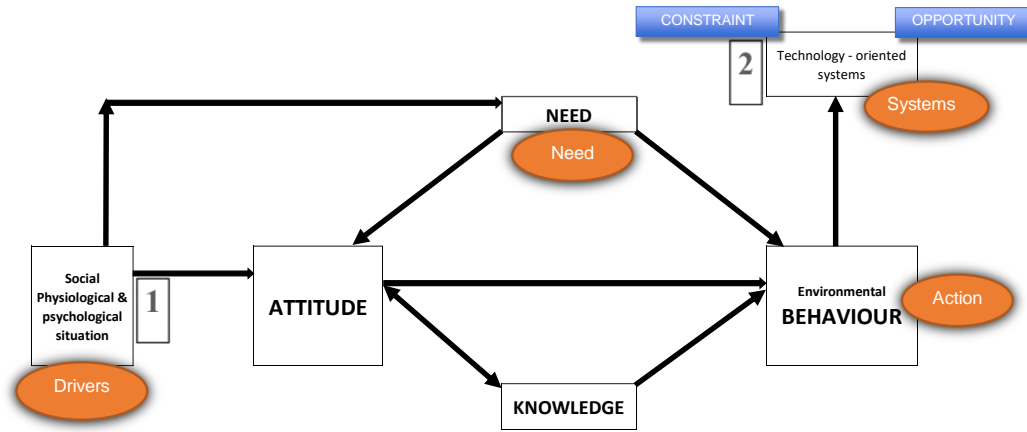 CONSTRAINT
OPPORTUNITY
2
Technology - oriented
systems
Systems
NEED
Need
Social
Physiological &
psychological
situation
1
ATTITUDE
Environmental
BEHAVIOUR
Action
Drivers
KNOWLEDGE